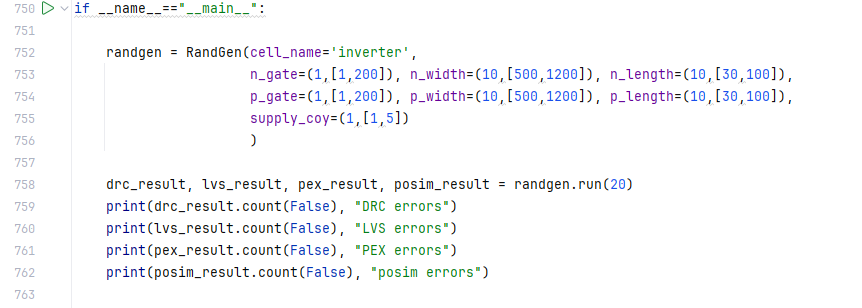 750 if __name__=="__main__":
751
752 randgen = RandGen(cell_name='inverter',
753 n_gate=(1,[1,200]), n_width=(10,[500,1200]), n_length=(10,[30,100]),
754 p_gate=(1,[1,200]), p_width=(10,[500,1200]), p_length=(10,[30,100]),
755 supply_coy=(1,[1,5])
756 )
757
758 drc_result, lvs_result, pex_result, posim_result = randgen.run(20)
759 print(drc_result.count(False), "DRC errors")
760 print(lvs_result.count(False), "LVS errors")
761 print(pex_result.count(False), "PEX errors")
762 print(posim_result.count(False), "posim errors")
763